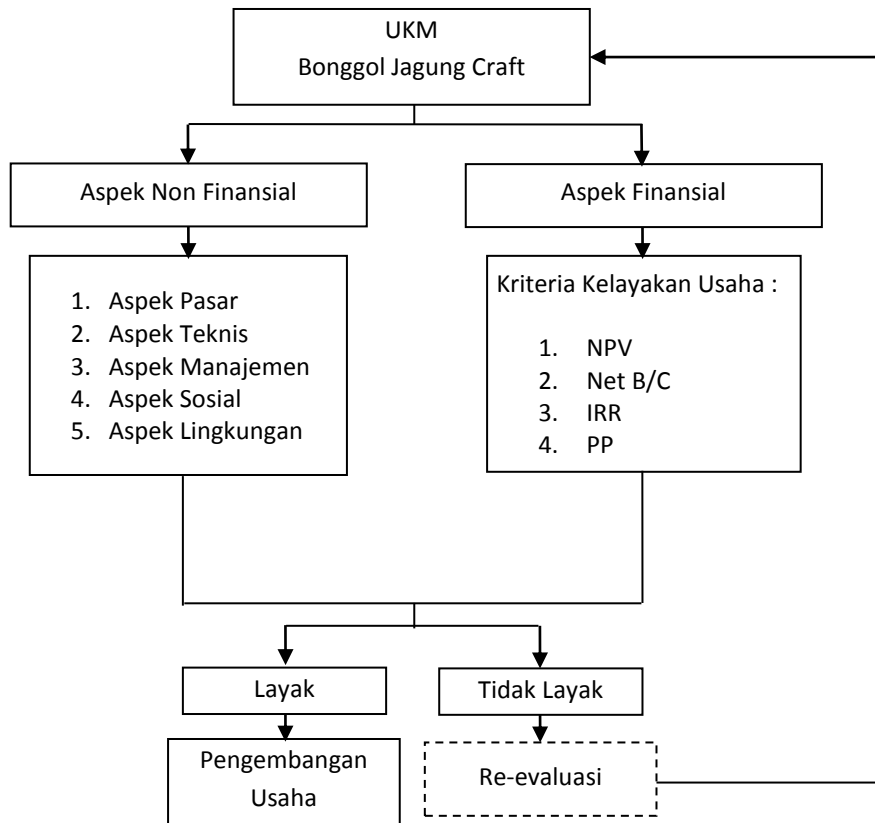 UKM
Bonggol Jagung Craft
Aspek Non Finansial
Aspek Finansial
1. Aspek Pasar
2. Aspek Teknis
3. Aspek Manajemen
4. Aspek Sosial
5. Aspek Lingkungan
Kriteria Kelayakan Usaha :
1. NPV
2. Net B/C
3. IRR
4. PP
Layak
Tidak Layak
Pengembangan
Usaha
Re-evaluasi